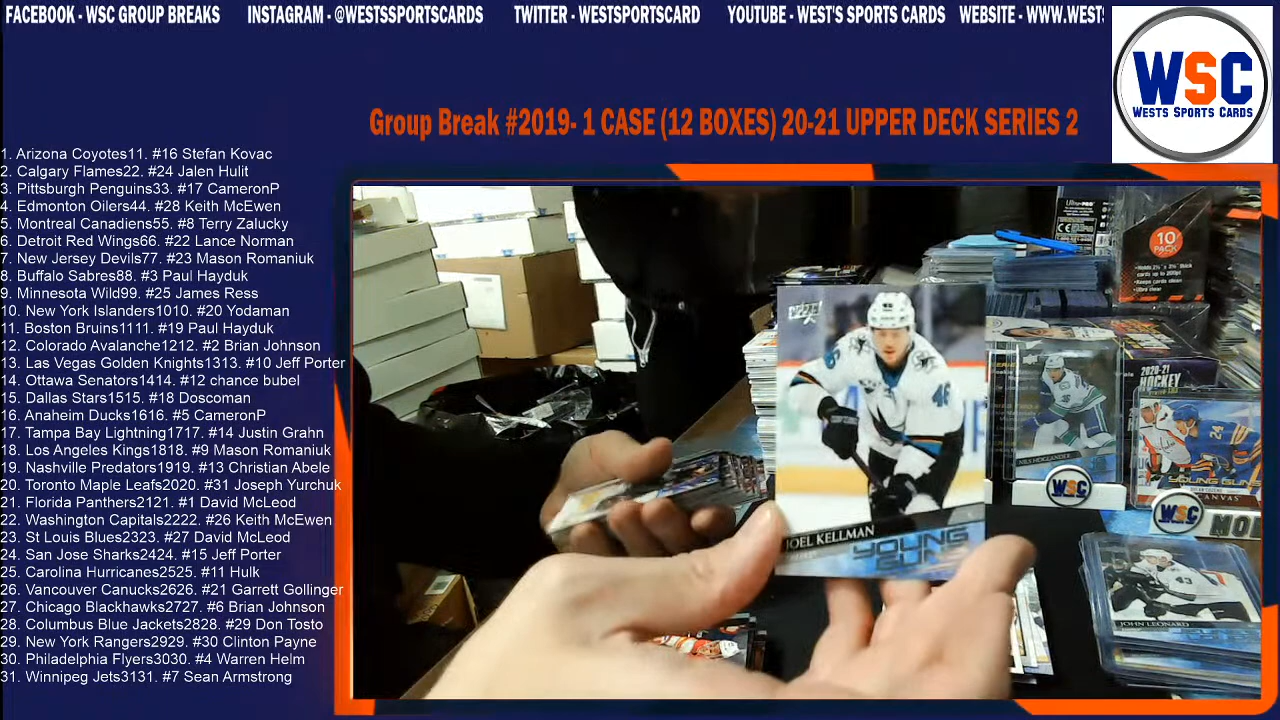 FACEBOOK - WSC GROUP BREAKS INSTAGRAM - @WESTSSPORTSCARDS TWITTER - WESTSPORTSCARD YOUTUBE - WEST'S SPORTS CARDS WEBSITE - WWW.WESTS
WSC
WESTS SPORTS CARDS
Group Break #2019- 1 CASE (12 BOXES) 20-21 UPPER DECK SERIES 2
1. Arizona Coyotes11. #16 Stefan Kovac
2. Calgary Flames22. #24 Jalen Hulit
3. Pittsburgh Penguins33. #17 CameronP
4. Edmonton Oilers44. #28 Keith McEwen
5. Montreal Canadiens55. #8 Terry Zalucky
6. Detroit Red Wings66. #22 Lance Norman
7. New Jersey Devils77. #23 Mason Romaniuk
8. Buffalo Sabres88. #3 Paul Hayduk
9. Minnesota Wild99. #25 James Ress
10. New York Islanders1010. #20 Yodaman
11. Boston Bruins1111. #19 Paul Hayduk
12. Colorado Avalanche1212. #2 Brian Johnson
13. Las Vegas Golden Knights1313. #10 Jeff Porter
14. Ottawa Senators1414. #12 chance bubel
15. Dallas Stars1515. #18 Doscoman
16. Anaheim Ducks1616. #5 CameronP
17. Tampa Bay Lightning1717. #14 Justin Grahn
18. Los Angeles Kings1818. #9 Mason Romaniuk
19. Nashville Predators1919. #13 Christian Abele
20. Toronto Maple Leafs2020. #31 Joseph Yurchuk
21. Florida Panthers2121. #1 David McLeod
22. Washington Capitals2222. #26 Keith McEwen
23. St Louis Blues2323. #27 David McLeod
24. San Jose Sharks2424. #15 Jeff Porter
25. Carolina Hurricanes2525. #11 Hulk
26. Vancouver Canucks2626. #21 Garrett Gollinger
27. Chicago Blackhawks2727. #6 Brian Johnson
28. Columbus Blue Jackets2828. #29 Don Tosto
29. New York Rangers2929. #30 Clinton Payne
30. Philadelphia Flyers3030. #4 Warren Helm
31. Winnipeg Jets3131. #7 Sean Armstrong
10
PACK
46
JOEL KELLMAN
YOUNG
GUNS
2020-21
HOCKEY
NILS HOGLANDER
24
YOUNG GUNS
CANVAS
WSC
WSC
43
JOHN LEONARD